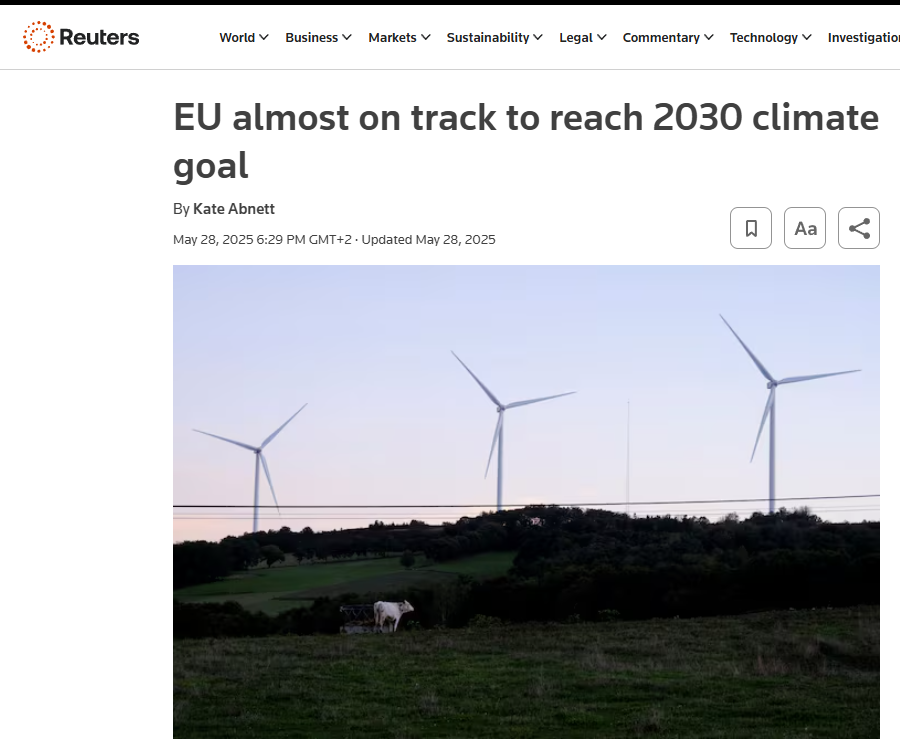 Reuters
World Business Markets Sustainability Legal Commentary Technology
EU almost on track to reach 2030 climate
goal
By Kate Abnett
May 28, 2025 6:29 PM GMT+2 · Updated May 28, 2025
Aa